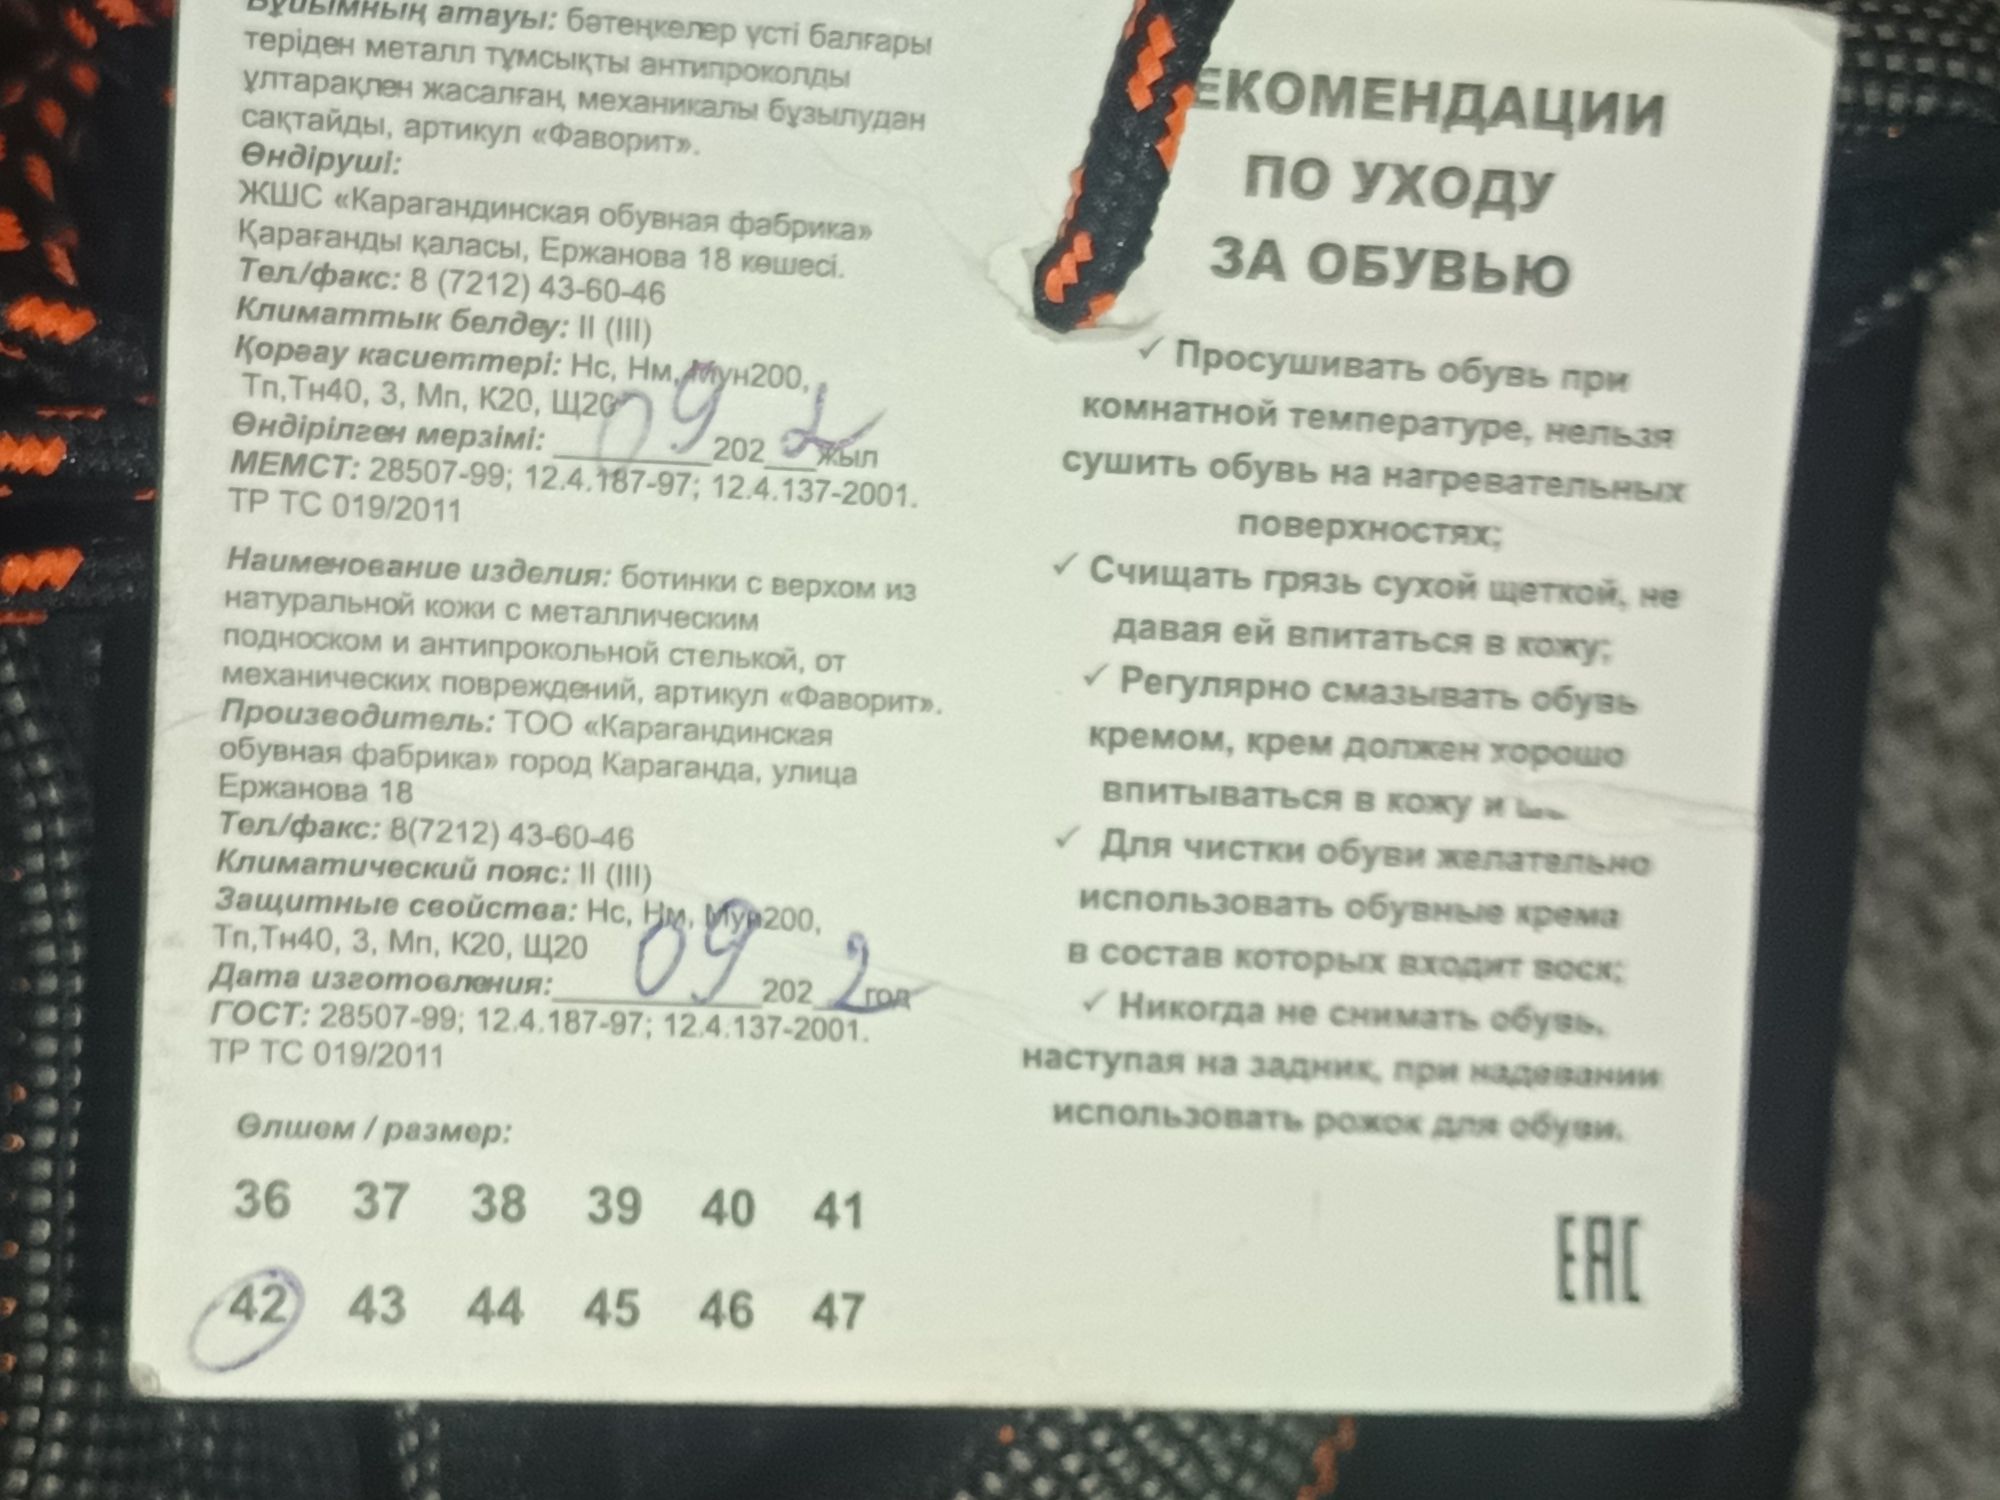 Бұйымның атауы: бәтеңкелер үсті балғары
теріден металл тұмсықты антипроколды
ұлтарақпен жасалған, механикалы бұзылудан
сақтайды, артикул «Фаворит».
Өндіруші:
ЖШС «Карагандинская обувная фабрика»
Қарағанды қаласы, Ержанова 18 көшесі.
Тел./факс: 8 (7212) 43-60-46
Климаттык белдеу: II (III)
Қорғау касиеттері: Нс, Нм, Мун200,
Тп,Тн40, З, Мп, К20, Щ20
Өндірілген мерзімі: 09 2022 жыл
МЕМСТ: 28507-99; 12.4.187-97; 12.4.137-2001.
ТР ТС 019/2011
Наименование изделия: ботинки с верхом из
натуральной кожи с металлическим
подноском и антипрокольной стелькой, от
механических повреждений, артикул «Фаворит».
Производитель: ТОО «Карагандинская
обувная фабрика» город Караганда, улица
Ержанова 18
Тел./факс: 8(7212) 43-60-46
Климатический пояс: II (III)
Защитные свойства: Нс, Нм, Мун200,
Тп,Тн40, З, Мп, К20, Щ20
Дата изготовления: 09 2022 год
ГОСТ: 28507-99; 12.4.187-97; 12.4.137-2001.
ТР ТС 019/2011
Өлшем / размер:
36 37 38 39 40 41
42 43 44 45 46 47
ЕКОМЕНДАЦИИ
ПО УХОДУ
ЗА ОБУВЬЮ
✓ Просушивать обувь при
комнатной температуре, нельзя
сушить обувь на нагревательных
поверхностях;
✓ Счищать грязь сухой щеткой, не
давая ей впитаться в кожу;
✓ Регулярно смазывать обувь
кремом, крем должен хорошо
впитываться в кожу и
✓ Для чистки обуви желательно
использовать обувные крема
в состав которых входит воск;
✓ Никогда не снимать обувь,
наступая на задник, при надевании
использовать рожок для обуви.
ЕАС